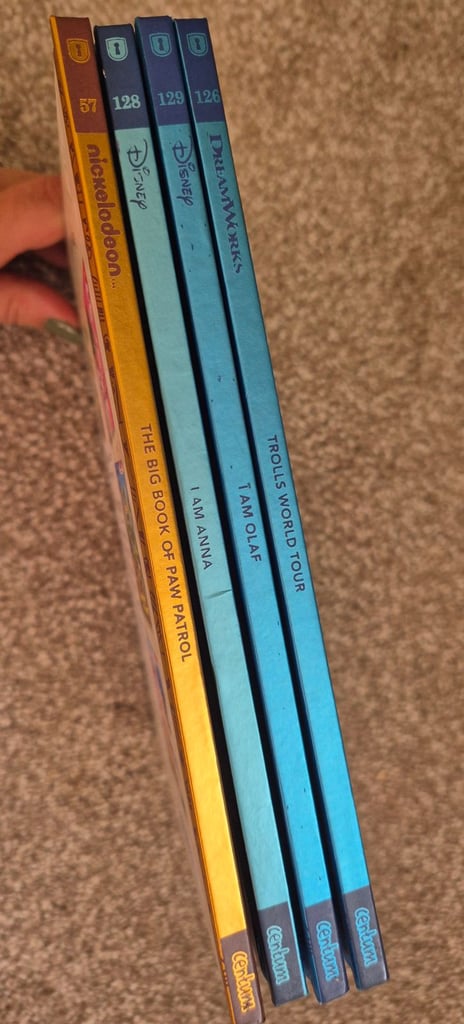 57
nickelodeon™
THE BIG BOOK OF PAW PATROL
centum
128
DISNEY
I AM ANNA
centum
129
DISNEY
I AM OLAF
centum
126
DREAMWORKS
TROLLS WORLD TOUR
centum